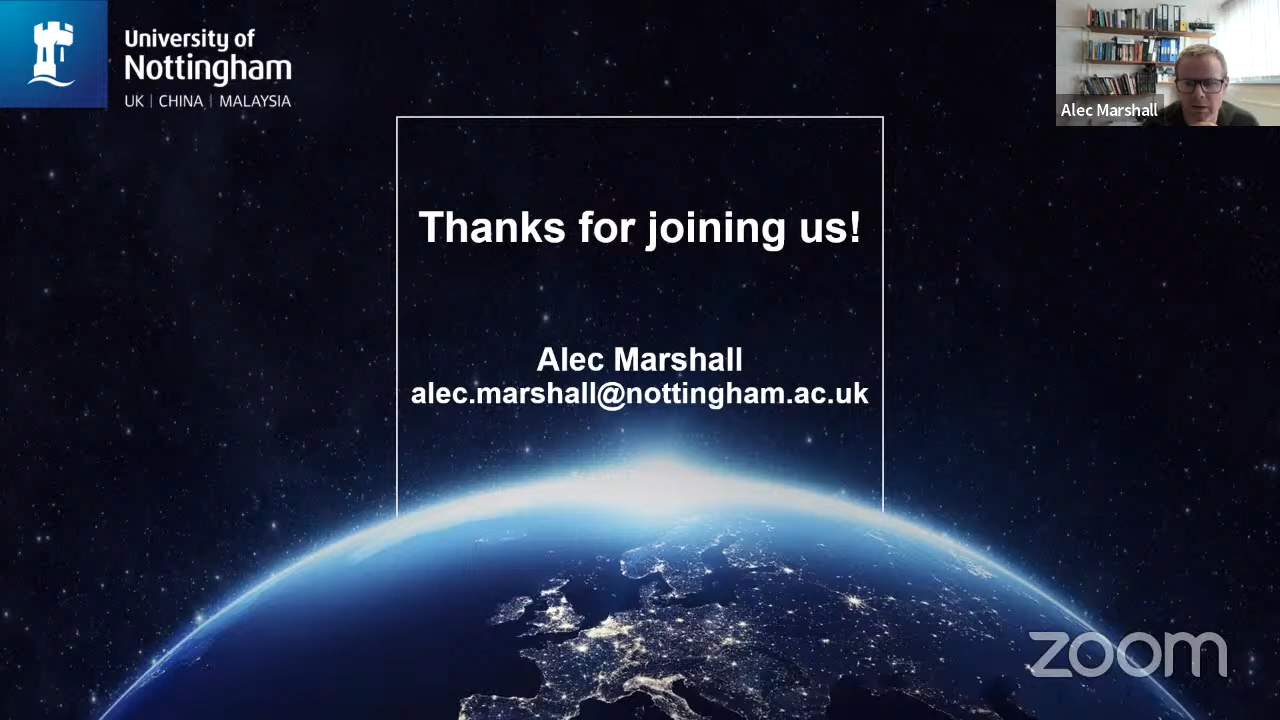 University of
Nottingham
UK | CHINA | MALAYSIA
Alec Marshall
Thanks for joining us!
Alec Marshall
alec.marshall@nottingham.ac.uk
zoom